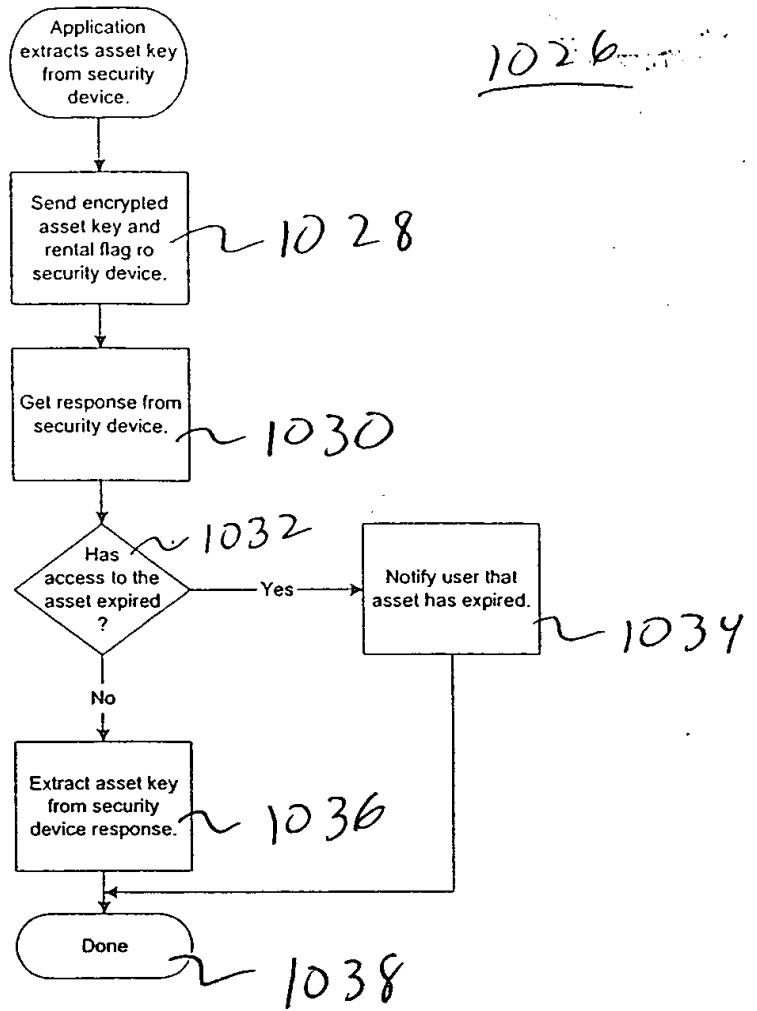 Application
extracts asset key
from security
device.
1026
Send encrypted
asset key and
rental flag ro
security device.
1028
Get response from
security device.
1030
1032
Has
access to the
asset expired
?
Yes
Notify user that
asset has expired.
1034
No
Extract asset key
from security
device response.
1036
Done
1038